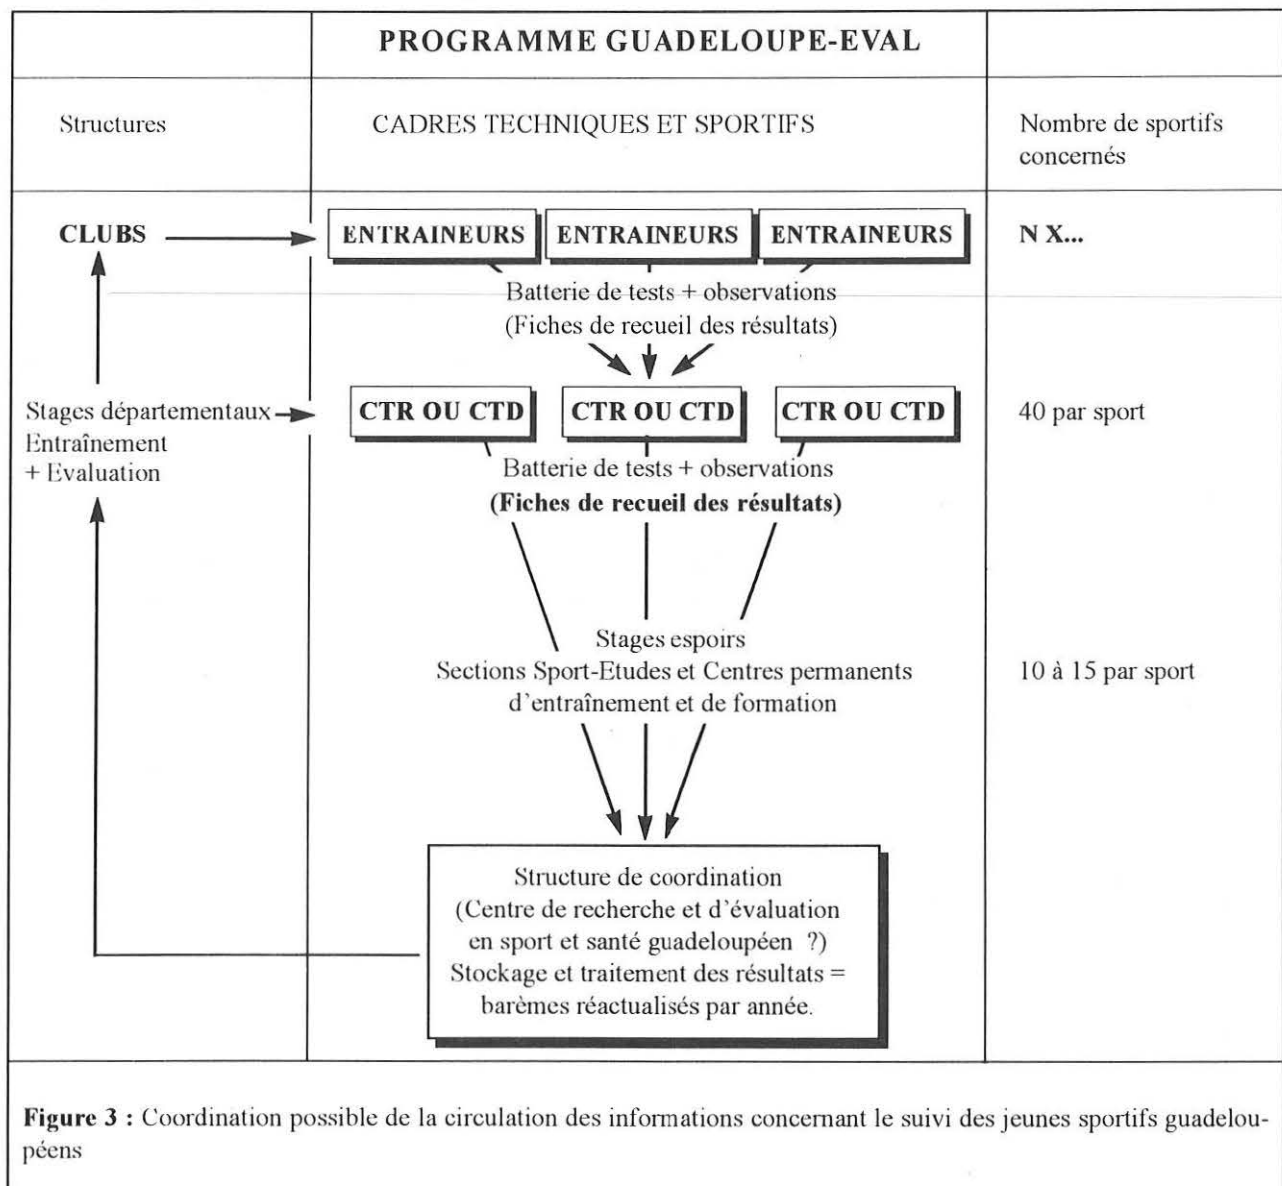 PROGRAMME GUADELOUPE-EVAL
Structures
CADRES TECHNIQUES ET SPORTIFS
Nombre de sportifs
concernés
CLUBS
ENTRAINEURS
ENTRAINEURS
ENTRAINEURS
N X...
Batterie de tests + observations
(Fiches de recueil des résultats)
Stages départementaux
Entraînement
+ Evaluation
CTR OU CTD
CTR OU CTD
CTR OU CTD
40 par sport
Batterie de tests + observations
(Fiches de recueil des résultats)
Stages espoirs
Sections Sport-Etudes et Centres permanents
d'entraînement et de formation
10 à 15 par sport
Structure de coordination
(Centre de recherche et d'évaluation
en sport et santé guadeloupéen ?)
Stockage et traitement des résultats =
barèmes réactualisés par année.
Figure 3 : Coordination possible de la circulation des informations concernant le suivi des jeunes sportifs guadelou-
péens